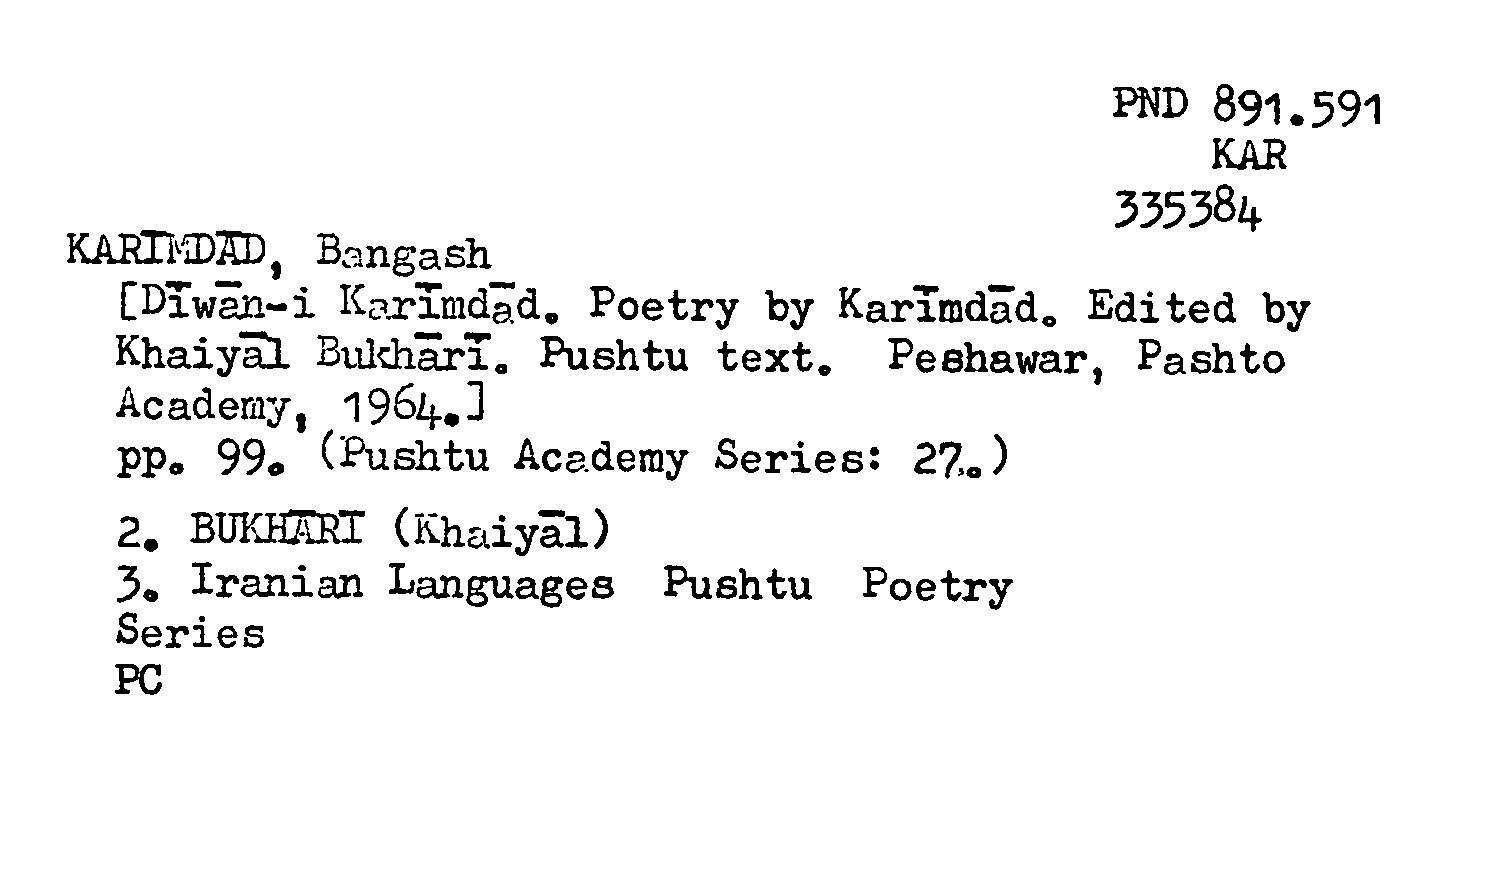 PND 891.591
KAR
335384
KARĪMDĀD, Bangash
[Dīwān-i Karīmdād. Poetry by Karīmdād. Edited by
Khaiyāl Bukhārī. Pushtu text. Peshawar, Pashto
Academy, 1964.]
pp. 99. (Pushtu Academy Series: 27.)
2. BUKHĀRĪ (Khaiyāl)
3. Iranian Languages Pushtu Poetry
Series
PC